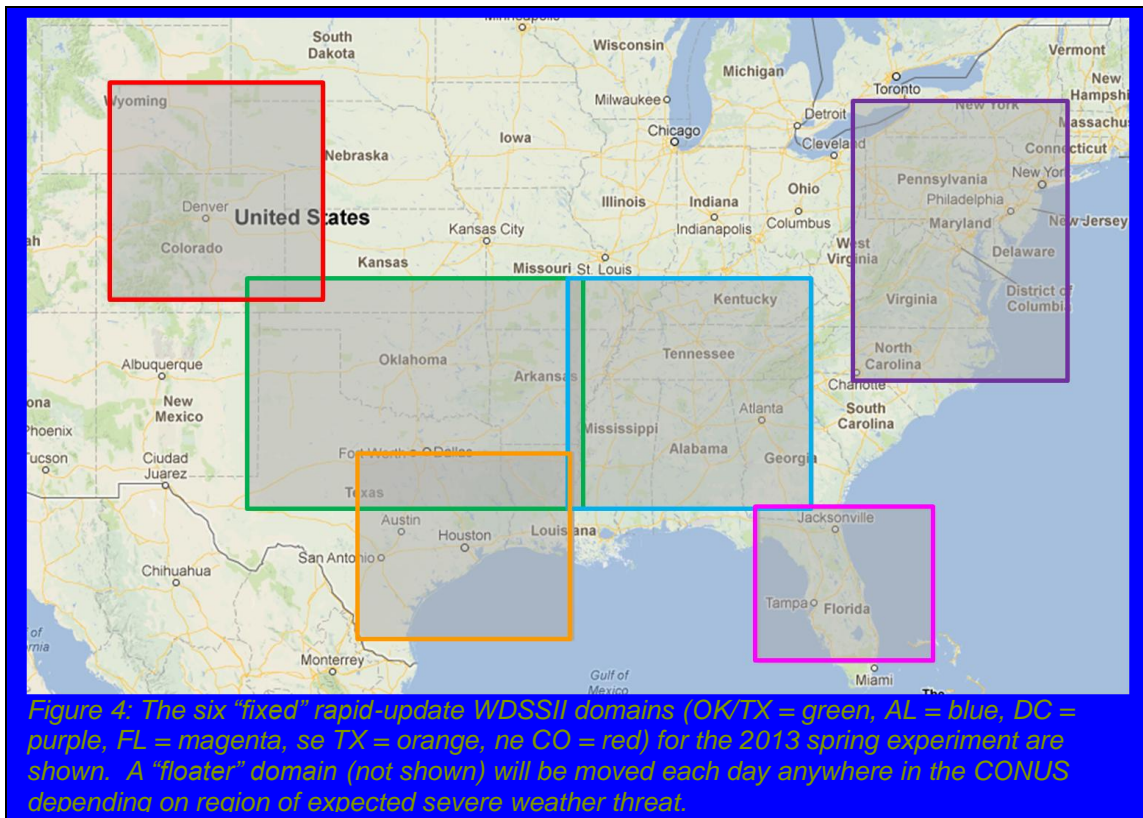 Minneapolis
South
Dakota
Wisconsin
Vermont
Michigan
Toronto
New
Hampshi
Wyoming
Milwaukee
New York
Massachus
Detroit
Chicago
Iowa
Cleveland
Connecticut
Nebraska
Pennsylvania
New York
Ohio
Illinois
Indiana
Philadelphia
Denver
United States
Columbus
Maryland
New Jersey
Kansas City
Indianapolis
ah
Colorado
West
Virginia
Delaware
Kansas
Missouri
St. Louis
Kentucky
Virginia
District of
Columbia
Oklahoma
Tennessee
North
Carolina
Albuquerque
Arkansas
Charlotte
ona
New
Mexico
Atlanta
South
Carolina
Phoenix
Mississippi
Alabama
Georgia
Fort Worth
Dallas
Tucson
Ciudad
Juarez
Texas
Austin
Jacksonville
Houston
Louisiana
San Antonio
Chihuahua
Tampa
Florida
of
rnia
Monterrey
Gulf of
Mexico
Miami
The
Figure 4: The six “fixed” rapid-update WDSSII domains (OK/TX = green, AL = blue, DC =
purple, FL = magenta, se TX = orange, ne CO = red) for the 2013 spring experiment are
shown. A “floater” domain (not shown) will be moved each day anywhere in the CONUS
depending on region of expected severe weather threat.